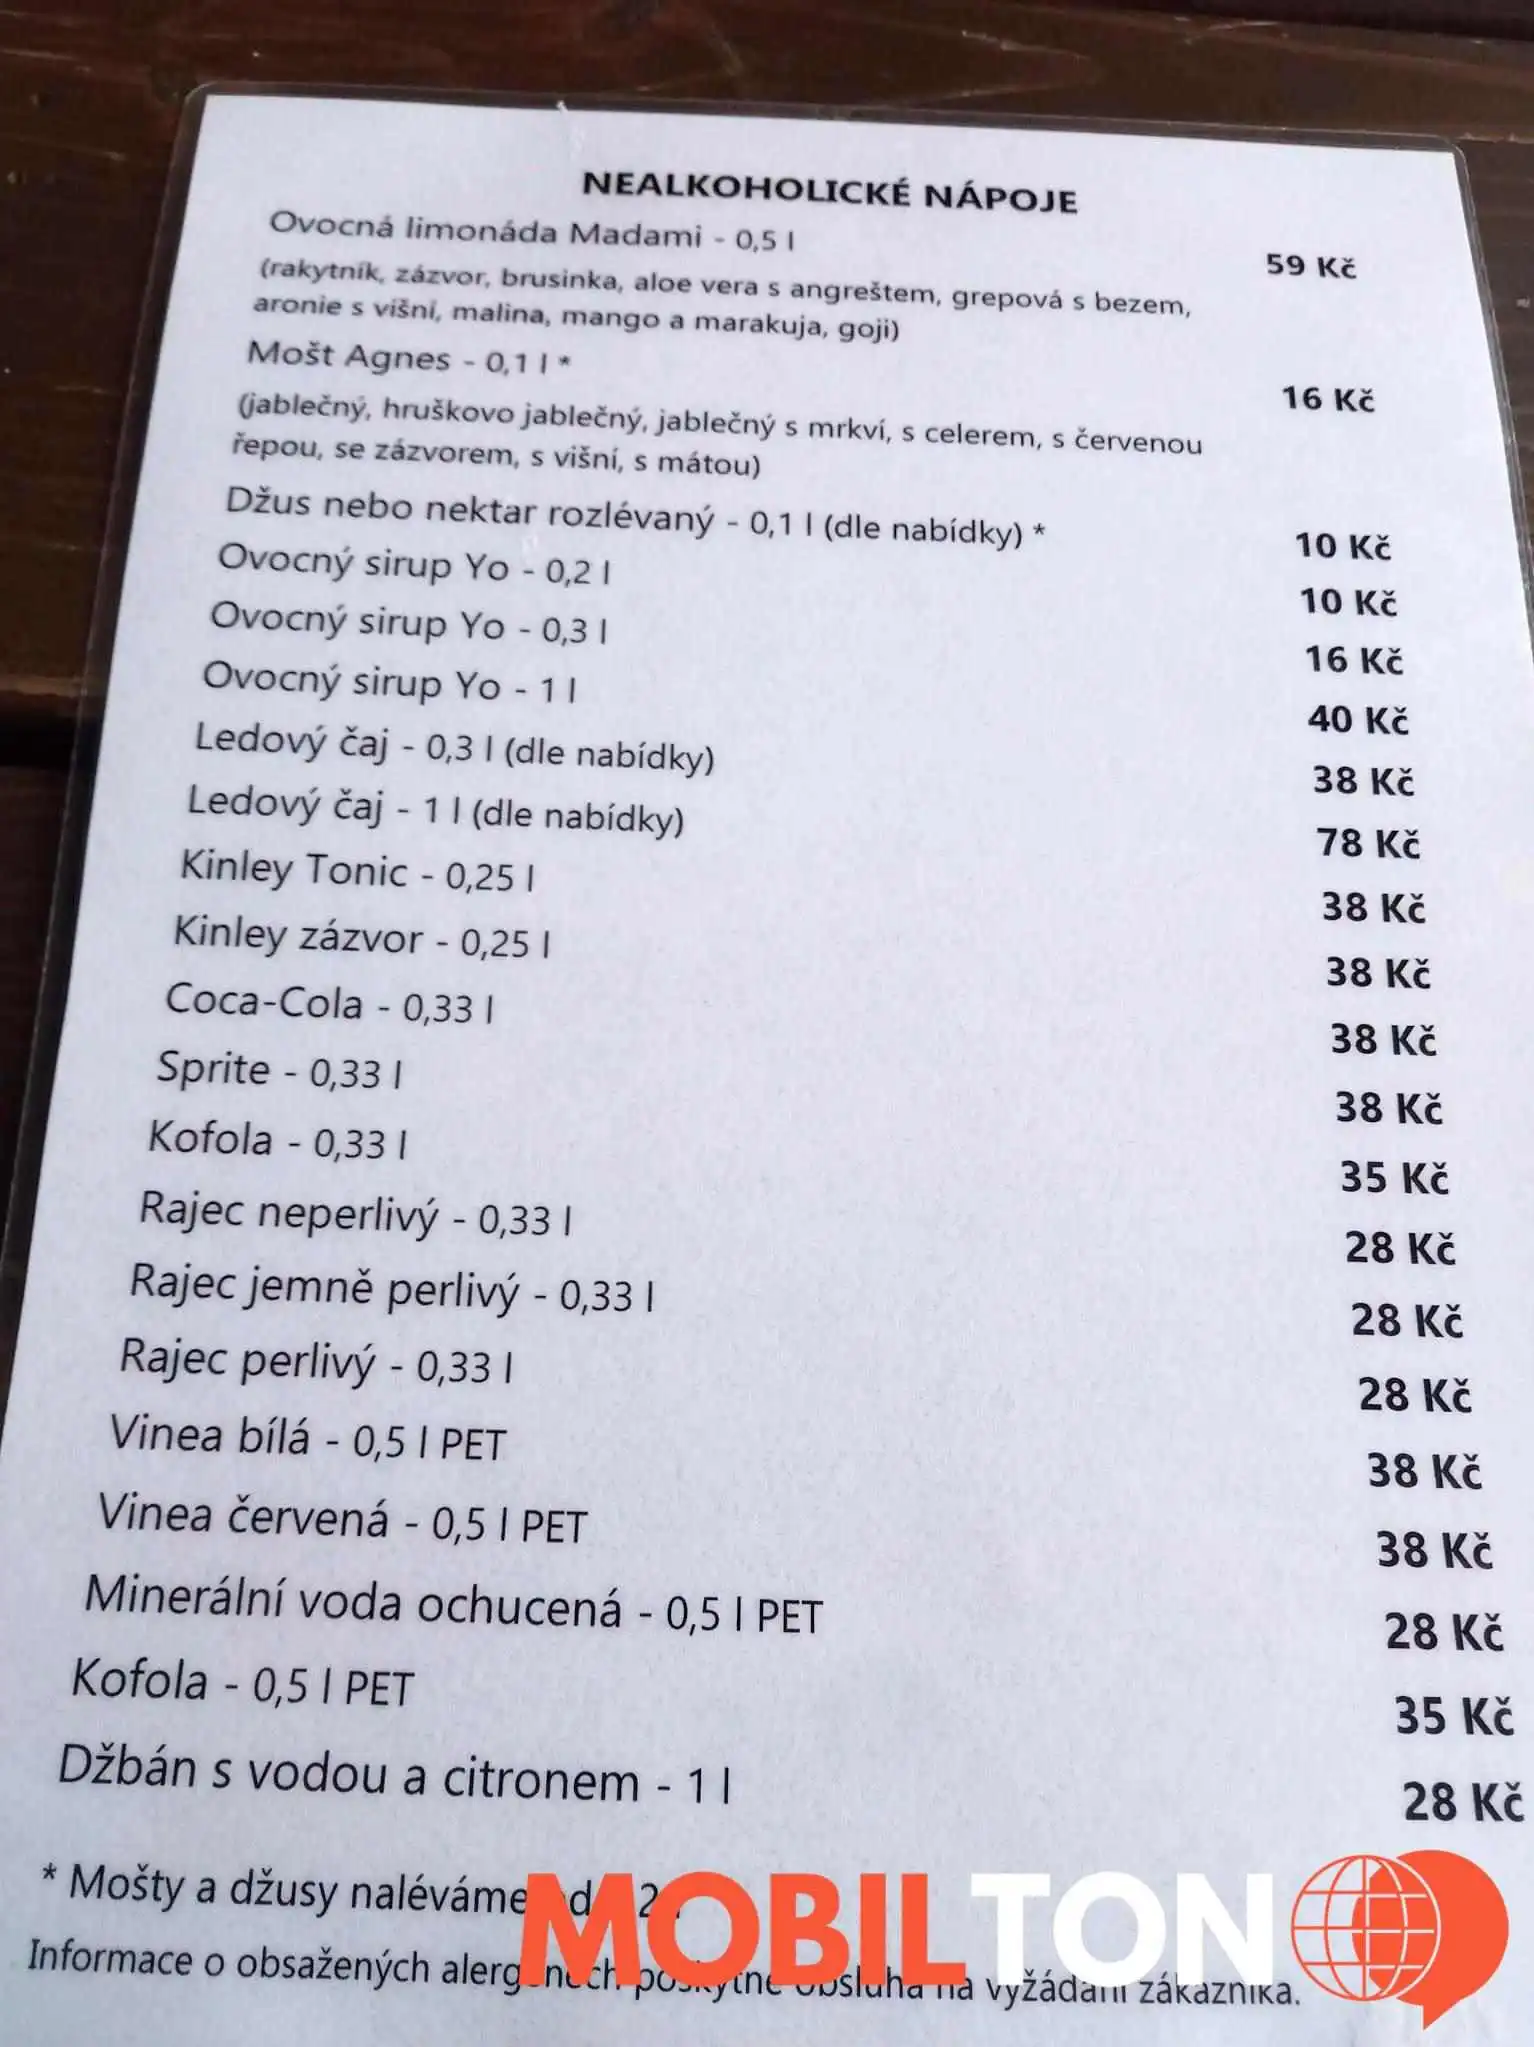 NEALKOHOLICKÉ NÁPOJE
Ovocná limonáda Madami - 0,5 l 59 Kč
(rakytník, zázvor, brusinka, aloe vera s angreštem, grepová s bezem,
aronie s višní, malina, mango a marakuja, goji)
Mošt Agnes - 0,1 l * 16 Kč
(jablečný, hruškovo jablečný, jablečný s mrkví, s celerem, s červenou
řepou, se zázvorem, s višní, s mátou)
Džus nebo nektar rozlévaný - 0,1 l (dle nabídky) * 10 Kč
Ovocný sirup Yo - 0,2 l 10 Kč
Ovocný sirup Yo - 0,3 l 16 Kč
Ovocný sirup Yo - 1 l 40 Kč
Ledový čaj - 0,3 l (dle nabídky) 38 Kč
Ledový čaj - 1 l (dle nabídky) 78 Kč
Kinley Tonic - 0,25 l 38 Kč
Kinley zázvor - 0,25 l 38 Kč
Coca-Cola - 0,33 l 38 Kč
Sprite - 0,33 l 38 Kč
Kofola - 0,33 l 35 Kč
Rajec neperlivý - 0,33 l 28 Kč
Rajec jemně perlivý - 0,33 l 28 Kč
Rajec perlivý - 0,33 l 28 Kč
Vinea bílá - 0,5 l PET 38 Kč
Vinea červená - 0,5 l PET 38 Kč
Minerální voda ochucená - 0,5 l PET 28 Kč
Kofola - 0,5 l PET 35 Kč
Džbán s vodou a citronem - 1 l 28 Kč
* Mošty a džusy naléváme
MOBILTON
Informace o obsažených alergenech poskytne obsluha na vyžádání zákazníka.